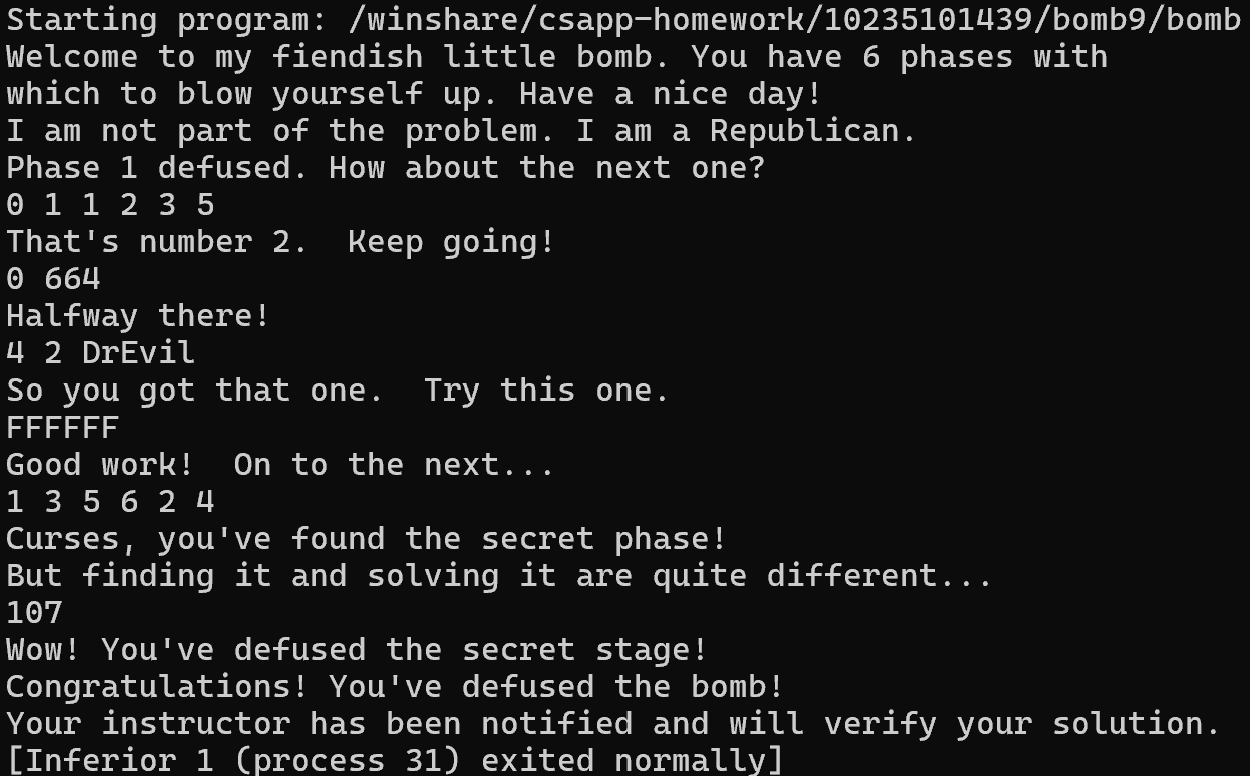 Starting program: /winshare/csapp-homework/10235101439/bomb9/bomb
Welcome to my fiendish little bomb. You have 6 phases with
which to blow yourself up. Have a nice day!
I am not part of the problem. I am a Republican.
Phase 1 defused. How about the next one?
0 1 1 2 3 5
That's number 2.  Keep going!
0 664
Halfway there!
4 2 DrEvil
So you got that one.  Try this one.
FFFFFF
Good work!  On to the next...
1 3 5 6 2 4
Curses, you've found the secret phase!
But finding it and solving it are quite different...
107
Wow! You've defused the secret stage!
Congratulations! You've defused the bomb!
Your instructor has been notified and will verify your solution.
[Inferior 1 (process 31) exited normally]